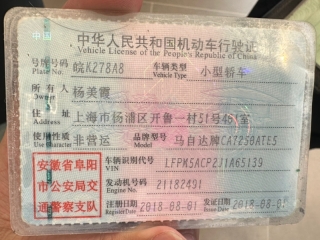 中国
中华人民共和国机动车行驶证
Vehicle License of the People's Republic of China
号牌号码 Plate No. 皖K278A8 车辆类型 Vehicle Type 小型轿车
所有人 Owner 杨美霞
住址 上海市杨浦区开鲁一村51号461室
使用性质 非营运 品牌型号 Model 马自达牌CA7250ATE5
安徽省阜阳
市公安局交
通警察支队
车辆识别代号 VIN LFPM5ACP2J1A65139
发动机号码 Engine No. 21182491
注册日期 Register Date 2018-08-01 发证日期 Issue Date 2018-08-01